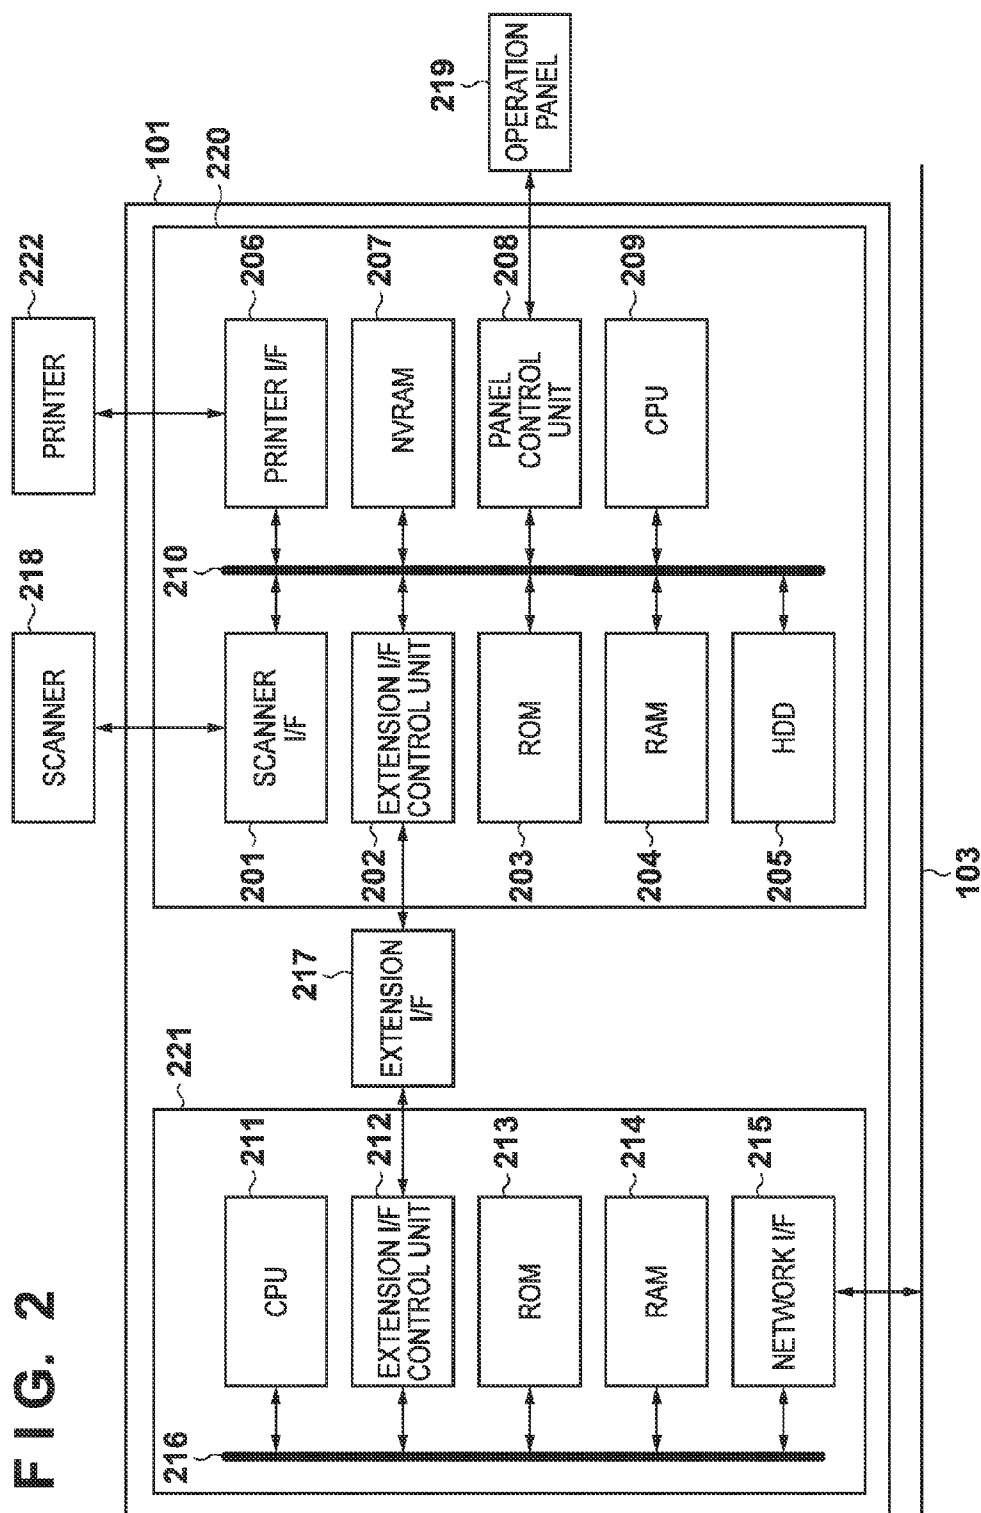 FIG. 2
SCANNER
218
PRINTER
222
101
220
221
216
CPU
211
EXTENSION I/F
CONTROL UNIT
212
ROM
213
RAM
214
NETWORK I/F
215
EXTENSION
I/F
217
201
SCANNER
I/F
202
EXTENSION I/F
CONTROL UNIT
203
ROM
204
RAM
205
HDD
210
PRINTER I/F
206
NVRAM
207
PANEL
CONTROL
UNIT
208
CPU
209
OPERATION
PANEL
219
103